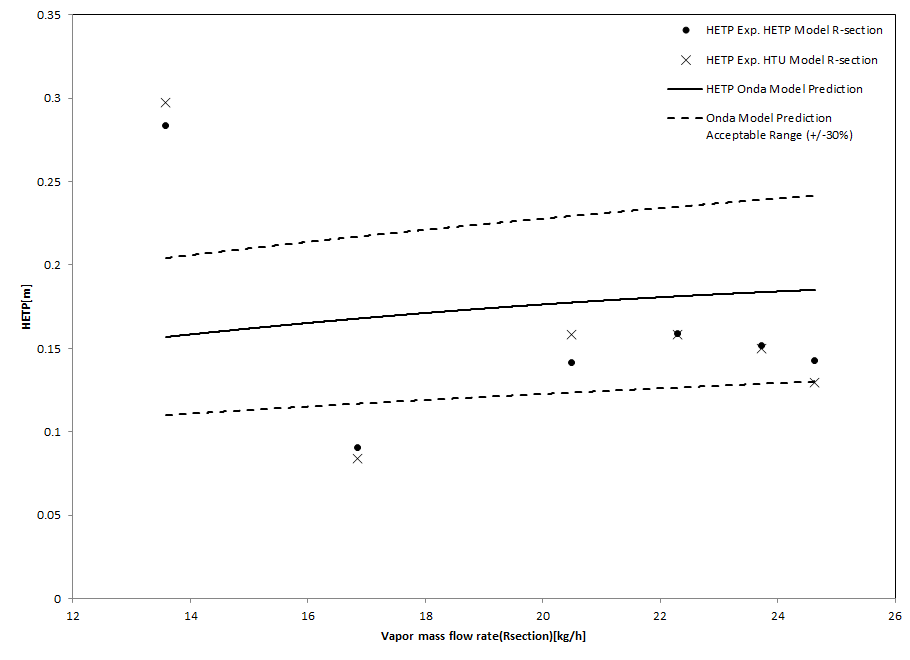 HETP Exp. HETP Model R-section
HETP Exp. HTU Model R-section
HETP Onda Model Prediction
Onda Model Prediction
Acceptable Range (+/-30%)
0.35
0.3
0.25
0.2
0.15
0.1
0.05
0
HETP[m]
12 14 16 18 20 22 24 26
Vapor mass flow rate(Rsection)[kg/h]